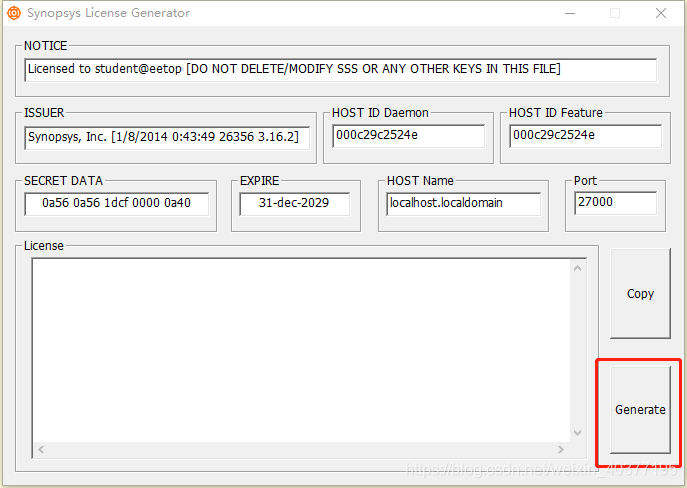 Synopsys License Generator
NOTICE
Licensed to student@eetop [DO NOT DELETE/MODIFY SSS OR ANY OTHER KEYS IN THIS FILE]
ISSUER
Synopsys, Inc. [1/8/2014 0:43:49 26356 3.16.2]
HOST ID Daemon
000c29c2524e
HOST ID Feature
000c29c2524e
SECRET DATA
0a56 0a56 1dcf 0000 0a40
EXPIRE
31-dec-2029
HOST Name
localhost.localdomain
Port
27000
License
Copy
Generate
https://blog.csdn.net/weixin_40377195